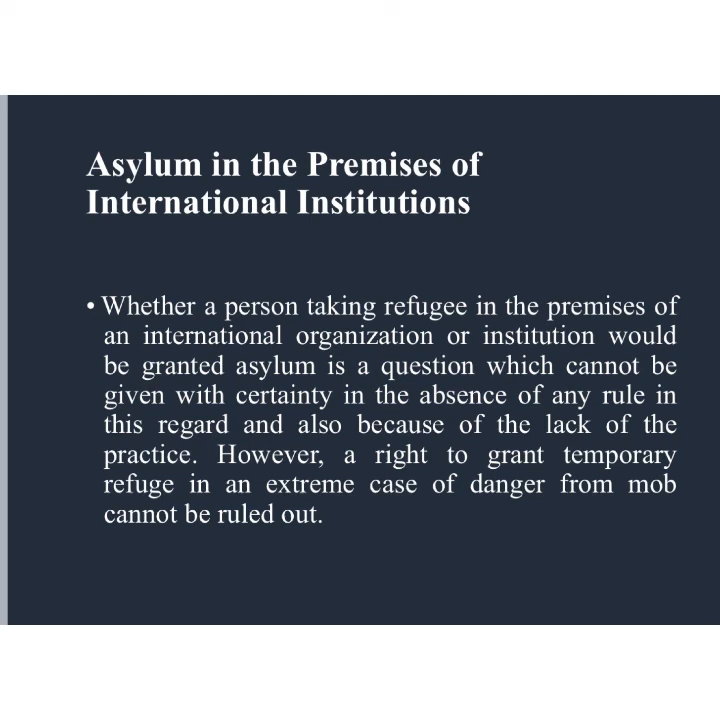 Asylum in the Premises of
International Institutions
• Whether a person taking refugee in the premises of
an international organization or institution would
be granted asylum is a question which cannot be
given with certainty in the absence of any rule in
this regard and also because of the lack of the
practice. However, a right to grant temporary
refuge in an extreme case of danger from mob
cannot be ruled out.